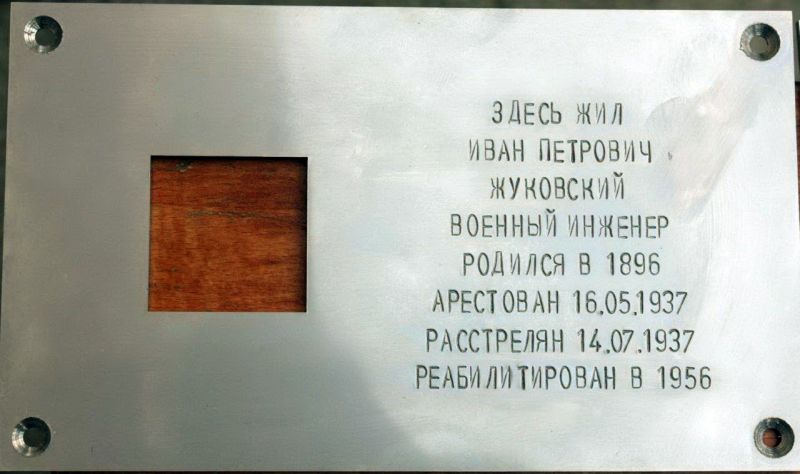 ЗДЕСЬ ЖИЛ
ИВАН ПЕТРОВИЧ
ЖУКОВСКИЙ
ВОЕННЫЙ ИНЖЕНЕР
РОДИЛСЯ В 1896
АРЕСТОВАН 16.05.1937
РАССТРЕЛЯН 14.07.1937
РЕАБИЛИТИРОВАН В 1956